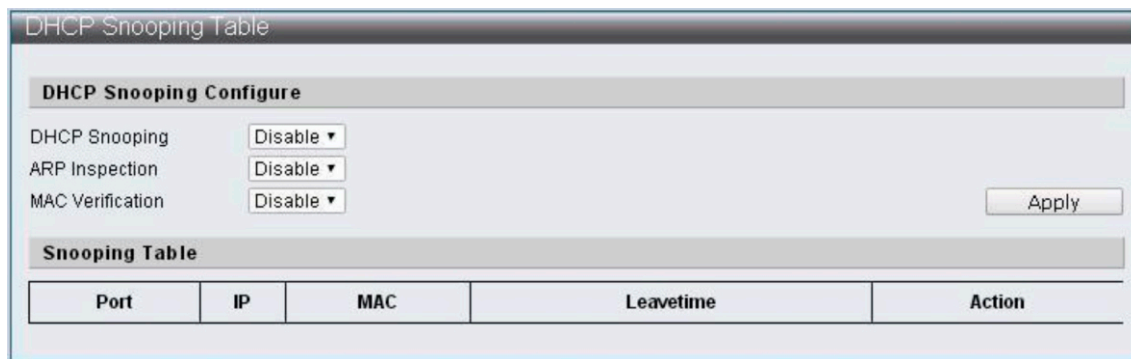 DHCP Snooping Table
DHCP Snooping Configure
DHCP Snooping Disable
ARP Inspection Disable
MAC Verification Disable Apply
Snooping Table
Port IP MAC Leavetime Action